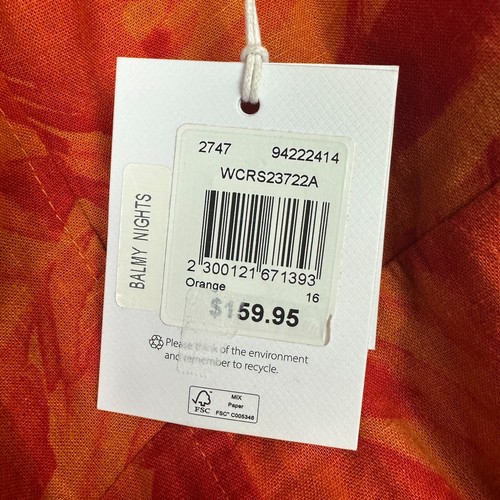 2747 94222414
WCRS23722A
2 300121 671393
Orange 16
$159.95
BALMY NIGHTS
Please think of the environment
and remember to recycle.
FSC
MIX
Paper
FSC® C005348